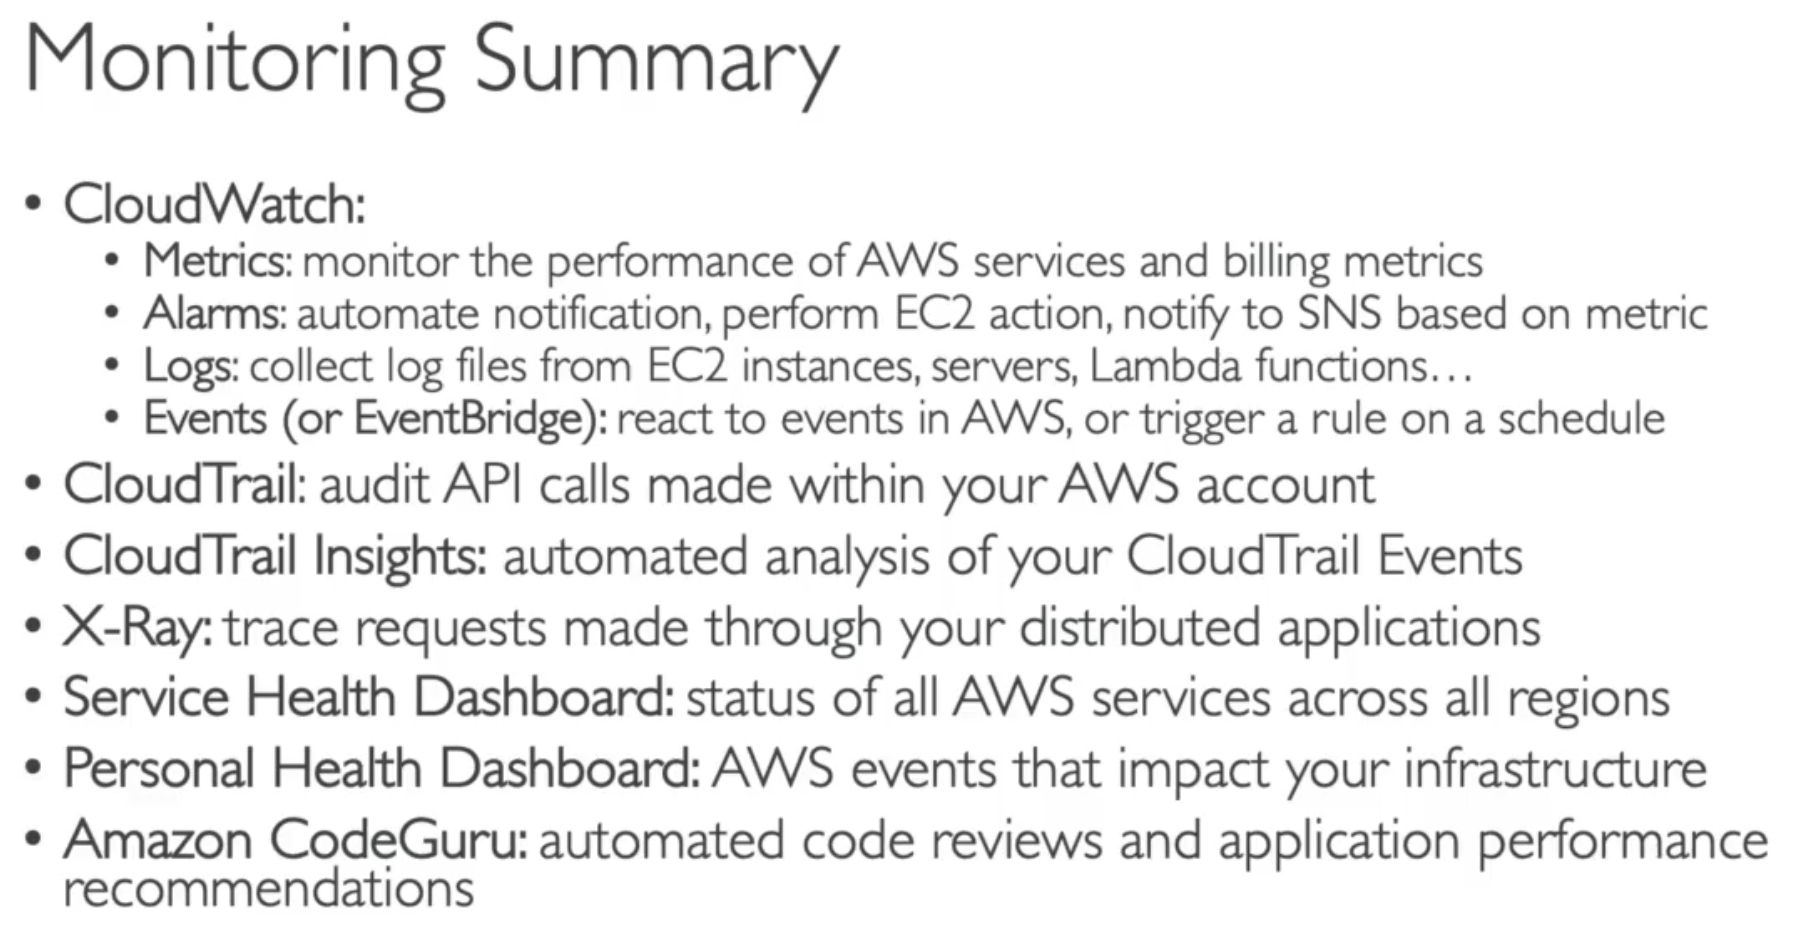 Monitoring Summary
• CloudWatch:
• Metrics: monitor the performance of AWS services and billing metrics
• Alarms: automate notification, perform EC2 action, notify to SNS based on metric
• Logs: collect log files from EC2 instances, servers, Lambda functions…
• Events (or EventBridge): react to events in AWS, or trigger a rule on a schedule
• CloudTrail: audit API calls made within your AWS account
• CloudTrail Insights: automated analysis of your CloudTrail Events
• X-Ray: trace requests made through your distributed applications
• Service Health Dashboard: status of all AWS services across all regions
• Personal Health Dashboard: AWS events that impact your infrastructure
• Amazon CodeGuru: automated code reviews and application performance
recommendations